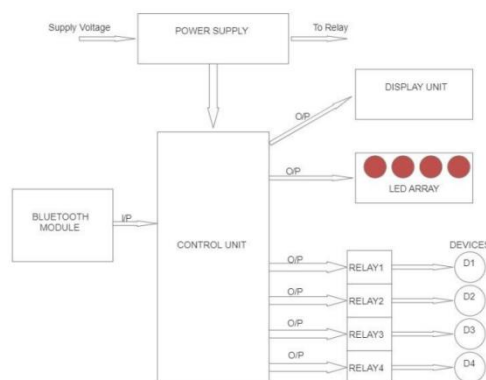 Supply Voltage
POWER SUPPLY
To Relay
DISPLAY UNIT
O/P
O/P
LED ARRAY
BLUETOOTH
MODULE
I/P
CONTROL UNIT
DEVICES
O/P
RELAY1
D1
O/P
RELAY2
D2
O/P
RELAY3
D3
O/P
RELAY4
D4